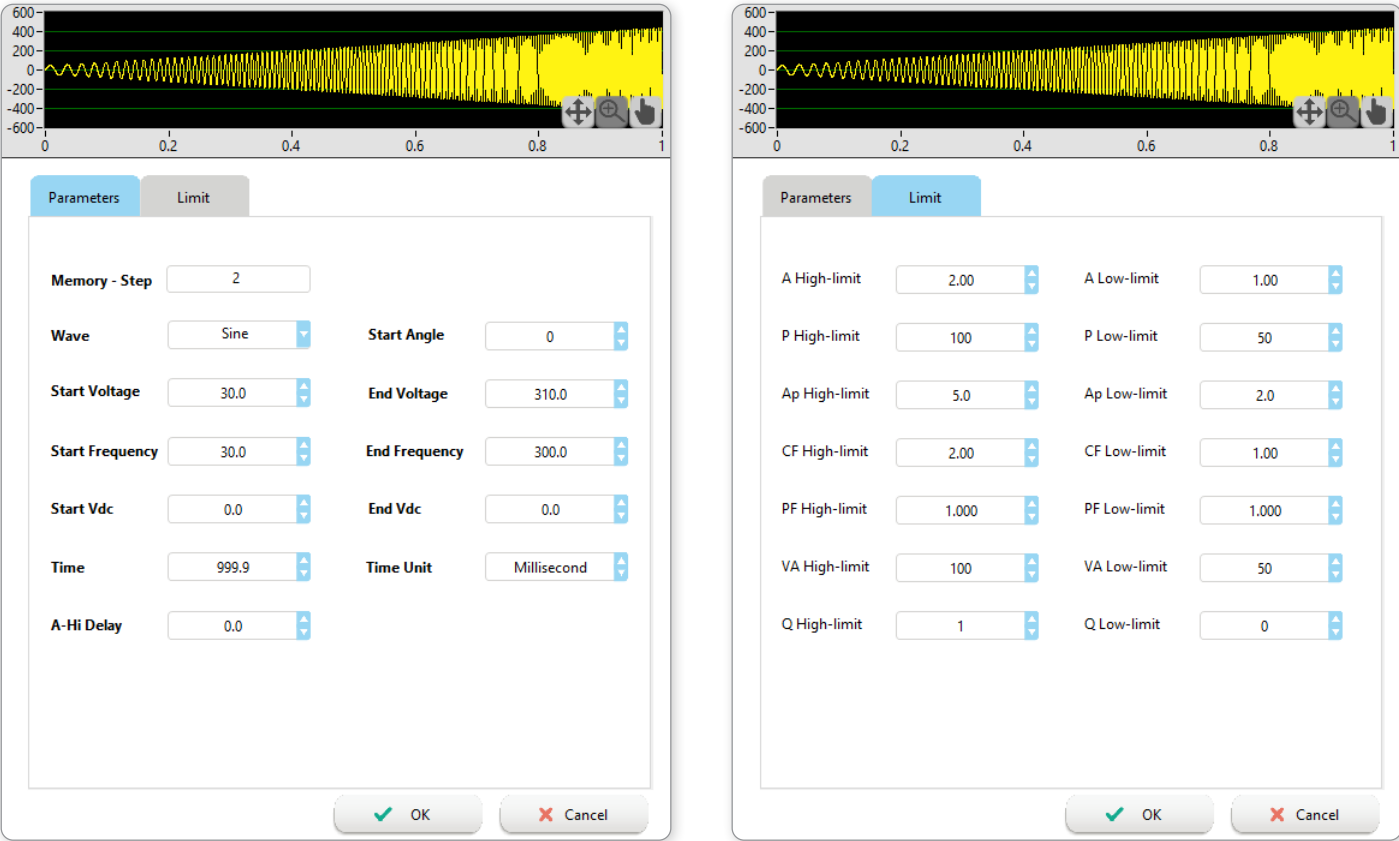 600
400
200
0
-200
-400
-600
0 0.2 0.4 0.6 0.8 1
Parameters Limit
Memory - Step 2
Wave Sine Start Angle 0
Start Voltage 30.0 End Voltage 310.0
Start Frequency 30.0 End Frequency 300.0
Start Vdc 0.0 End Vdc 0.0
Time 999.9 Time Unit Millisecond
A-Hi Delay 0.0
OK Cancel
600
400
200
0
-200
-400
-600
0 0.2 0.4 0.6 0.8 1
Parameters Limit
A High-limit 2.00 A Low-limit 1.00
P High-limit 100 P Low-limit 50
Ap High-limit 5.0 Ap Low-limit 2.0
CF High-limit 2.00 CF Low-limit 1.00
PF High-limit 1.000 PF Low-limit 1.000
VA High-limit 100 VA Low-limit 50
Q High-limit 1 Q Low-limit 0
OK Cancel